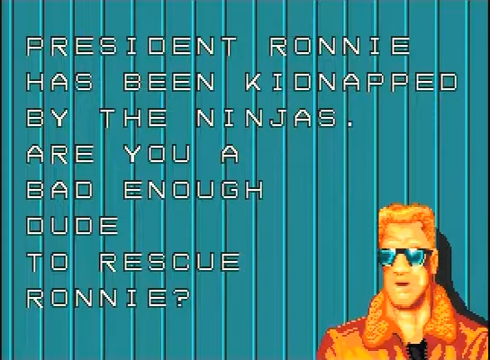 PRESIDENT RONNIE
HAS BEEN KIDNAPPED
BY THE NINJAS.
ARE YOU A
BAD ENOUGH
DUDE
TO RESCUE
RONNIE?